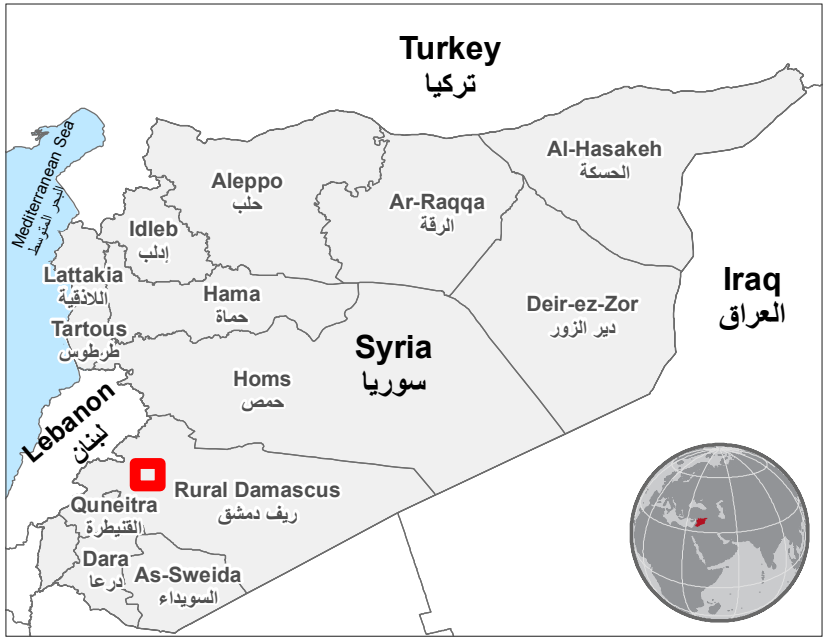 Turkey
تركيا
Mediterranean Sea
البحر المتوسط
Al-Hasakeh
الحسكة
Aleppo
حلب
Ar-Raqqa
الرقة
Idleb
إدلب
Lattakia
اللاذقية
Hama
حماة
Iraq
العراق
Deir-ez-Zor
دير الزور
Tartous
طرطوس
Syria
سوريا
Homs
حمص
Lebanon
لبنان
Rural Damascus
ريف دمشق
Quneitra
القنيطرة
Dara
درعا
As-Sweida
السويداء